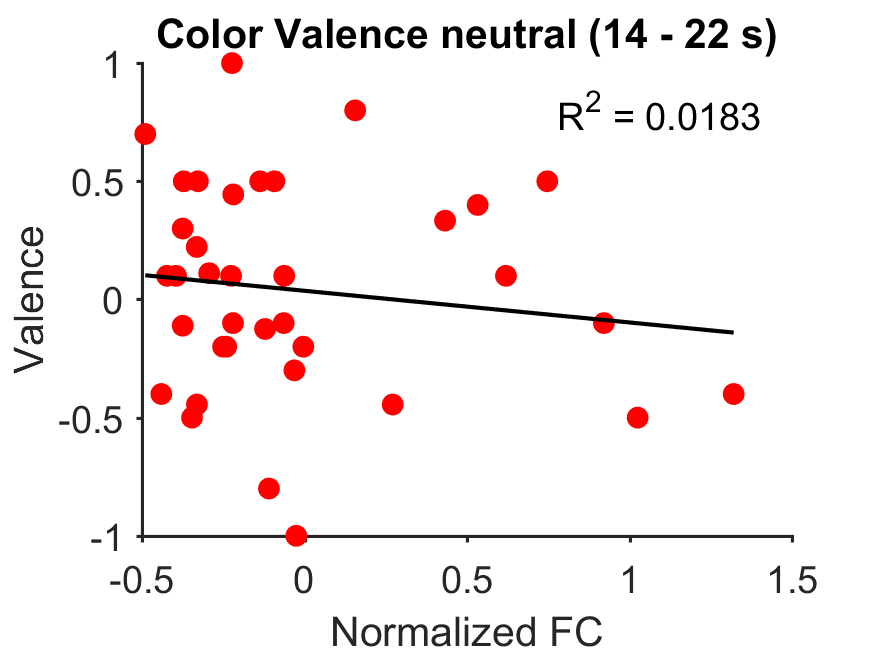 Color Valence neutral (14 - 22 s)
R² = 0.0183
1
0.5
0
-0.5
-1
Valence
-0.5 0 0.5 1 1.5
Normalized FC